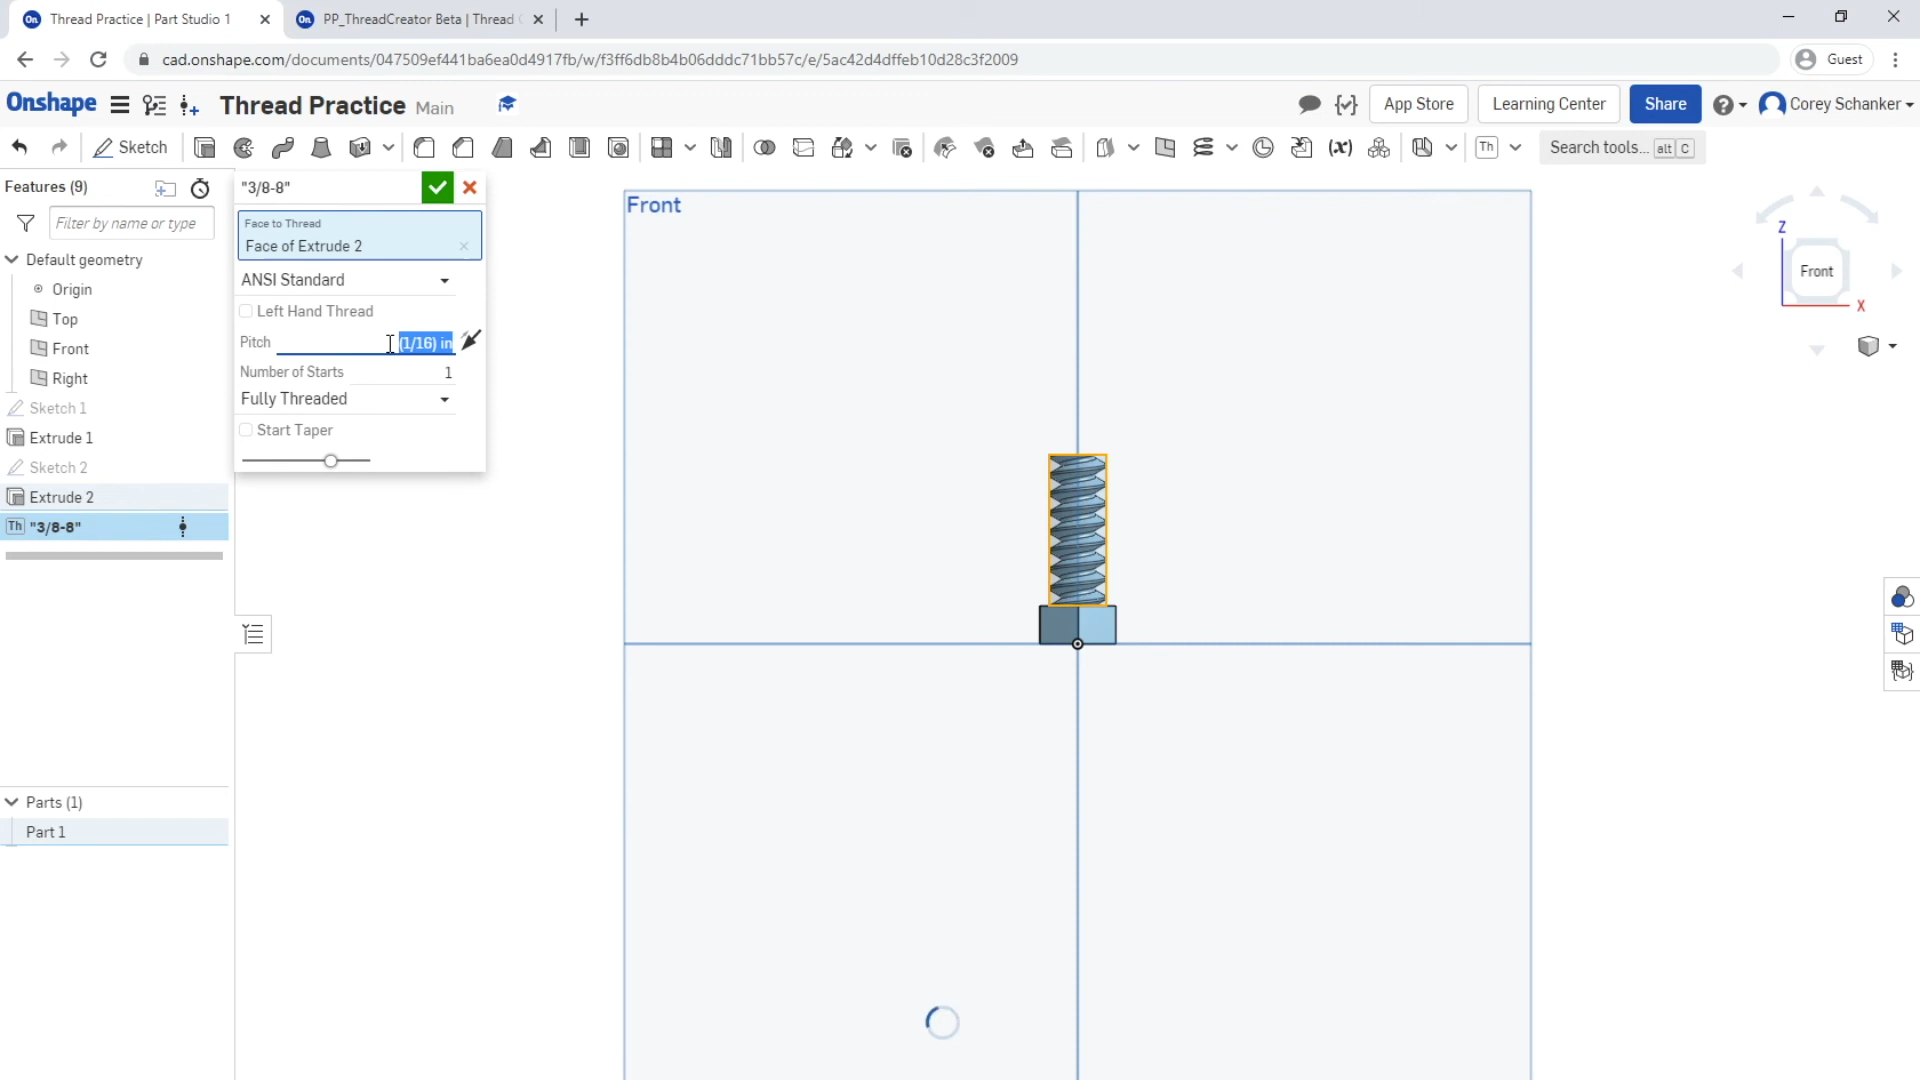 Thread Practice | Part Studio 1
PP_ThreadCreator Beta | Thread
cad.onshape.com/documents/047509ef441ba6ea0d4917fb/w/f3ff6db8b4b06dddc71bb57c/e/5ac42d4dffeb10d28c3f2009
Guest
Onshape
Thread Practice Main
App Store
Learning Center
Share
Corey Schanker
Sketch
Th
Search tools... alt C
Features (9)
Filter by name or type
Default geometry
Origin
Top
Front
Right
Sketch 1
Extrude 1
Sketch 2
Extrude 2
Th "3/8-8"
Parts (1)
Part 1
"3/8-8"
Face to Thread
Face of Extrude 2
ANSI Standard
Left Hand Thread
Pitch (1/16) in
Number of Starts 1
Fully Threaded
Start Taper
Front
Z
Front
X